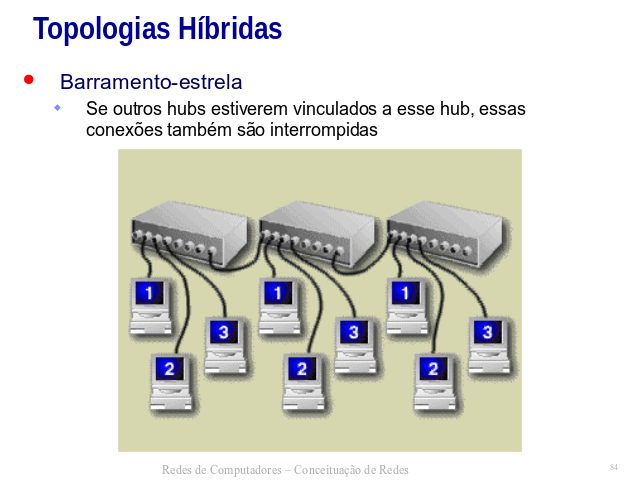 Topologias Híbridas
Barramento-estrela
Se outros hubs estiverem vinculados a esse hub, essas
conexões também são interrompidas
1
1
1
3
3
3
2
2
2
Redes de Computadores – Conceituação de Redes
84